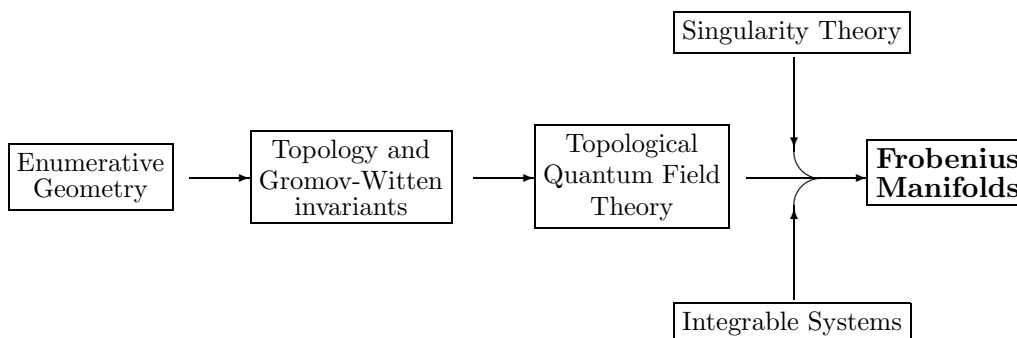 Singularity Theory
Enumerative
Geometry
Topology and
Gromov-Witten
invariants
Topological
Quantum Field
Theory
Frobenius
Manifolds
Integrable Systems